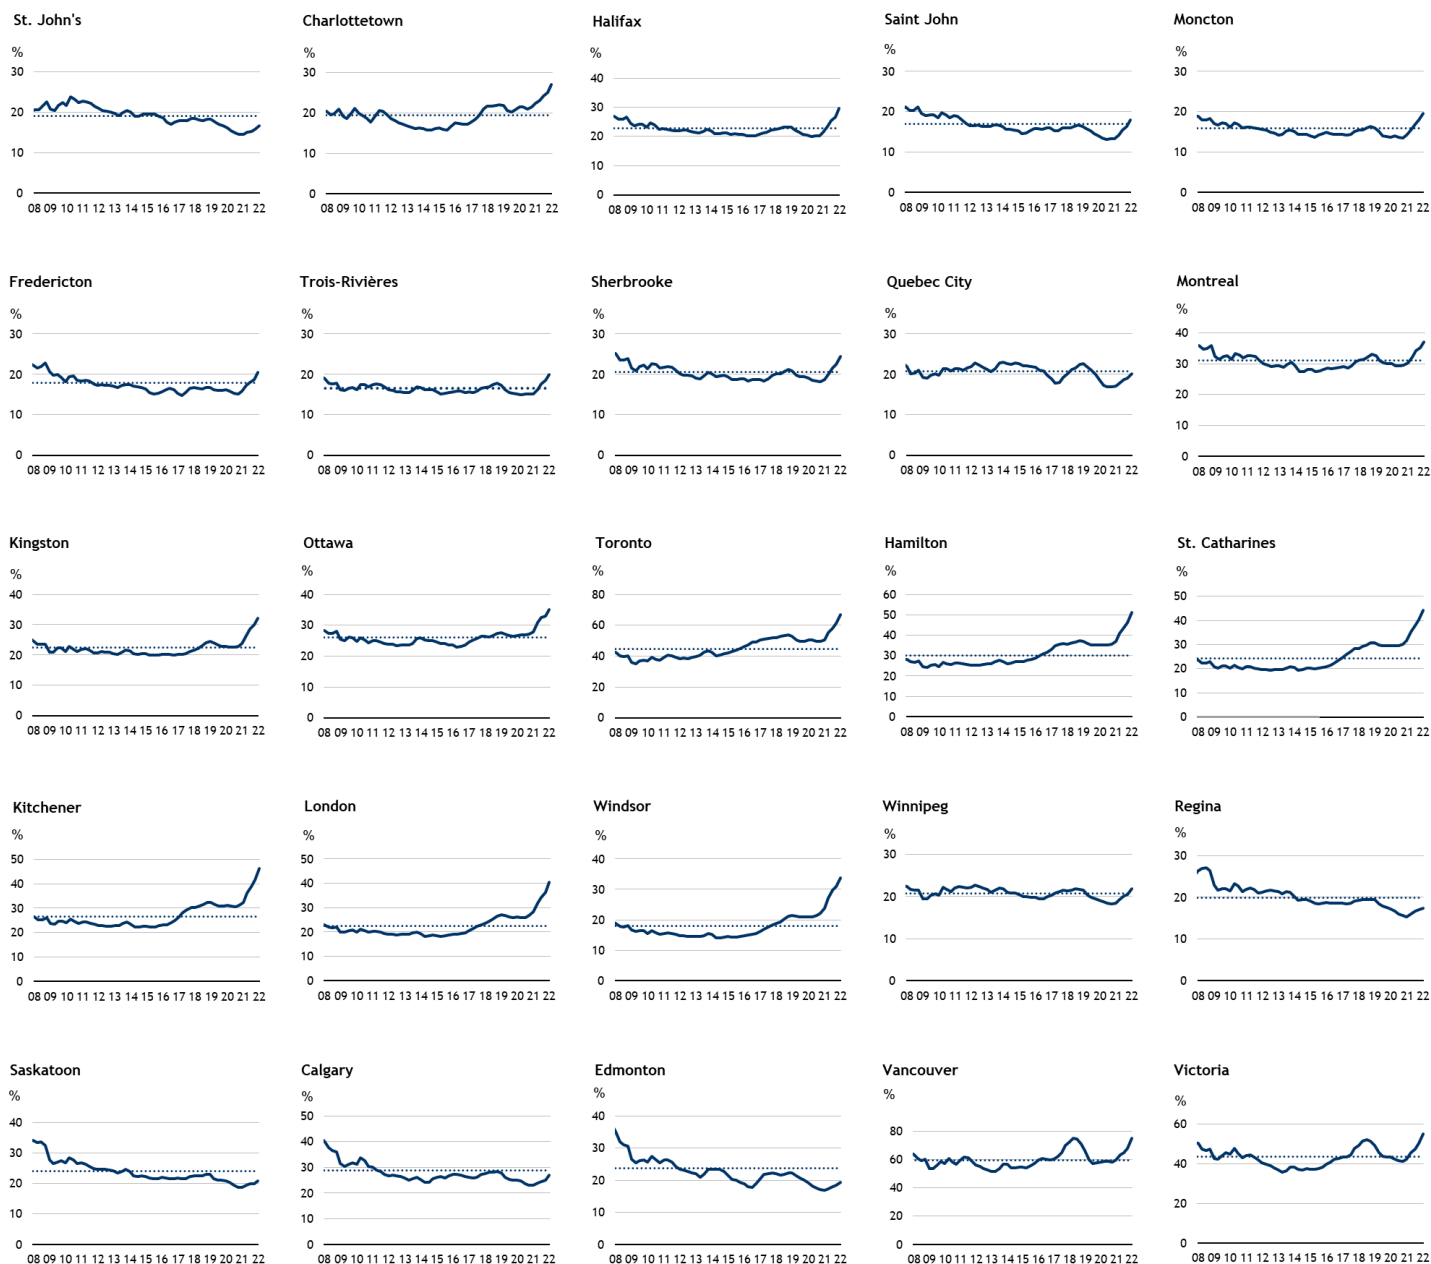 St. John's
%
30
20
10
0
08 09 10 11 12 13 14 15 16 17 18 19 20 21 22
Charlottetown
%
30
20
10
0
08 09 10 11 12 13 14 15 16 17 18 19 20 21 22
Halifax
%
40
30
20
10
0
08 09 10 11 12 13 14 15 16 17 18 19 20 21 22
Saint John
%
30
20
10
0
08 09 10 11 12 13 14 15 16 17 18 19 20 21 22
Moncton
%
30
20
10
0
08 09 10 11 12 13 14 15 16 17 18 19 20 21 22
Fredericton
%
30
20
10
0
08 09 10 11 12 13 14 15 16 17 18 19 20 21 22
Trois-Rivières
%
30
20
10
0
08 09 10 11 12 13 14 15 16 17 18 19 20 21 22
Sherbrooke
%
30
20
10
0
08 09 10 11 12 13 14 15 16 17 18 19 20 21 22
Quebec City
%
30
20
10
0
08 09 10 11 12 13 14 15 16 17 18 19 20 21 22
Montreal
%
40
30
20
10
0
08 09 10 11 12 13 14 15 16 17 18 19 20 21 22
Kingston
%
40
30
20
10
0
08 09 10 11 12 13 14 15 16 17 18 19 20 21 22
Ottawa
%
40
30
20
10
0
08 09 10 11 12 13 14 15 16 17 18 19 20 21 22
Toronto
%
80
60
40
20
0
08 09 10 11 12 13 14 15 16 17 18 19 20 21 22
Hamilton
%
60
50
40
30
20
10
0
08 09 10 11 12 13 14 15 16 17 18 19 20 21 22
St. Catharines
%
50
40
30
20
10
0
08 09 10 11 12 13 14 15 16 17 18 19 20 21 22
Kitchener
%
50
40
30
20
10
0
08 09 10 11 12 13 14 15 16 17 18 19 20 21 22
London
%
50
40
30
20
10
0
08 09 10 11 12 13 14 15 16 17 18 19 20 21 22
Windsor
%
40
30
20
10
0
08 09 10 11 12 13 14 15 16 17 18 19 20 21 22
Winnipeg
%
30
20
10
0
08 09 10 11 12 13 14 15 16 17 18 19 20 21 22
Regina
%
30
20
10
0
08 09 10 11 12 13 14 15 16 17 18 19 20 21 22
Saskatoon
%
40
30
20
10
0
08 09 10 11 12 13 14 15 16 17 18 19 20 21 22
Calgary
%
50
40
30
20
10
0
08 09 10 11 12 13 14 15 16 17 18 19 20 21 22
Edmonton
%
40
30
20
10
0
08 09 10 11 12 13 14 15 16 17 18 19 20 21 22
Vancouver
%
80
60
40
20
0
08 09 10 11 12 13 14 15 16 17 18 19 20 21 22
Victoria
%
60
40
20
0
08 09 10 11 12 13 14 15 16 17 18 19 20 21 22